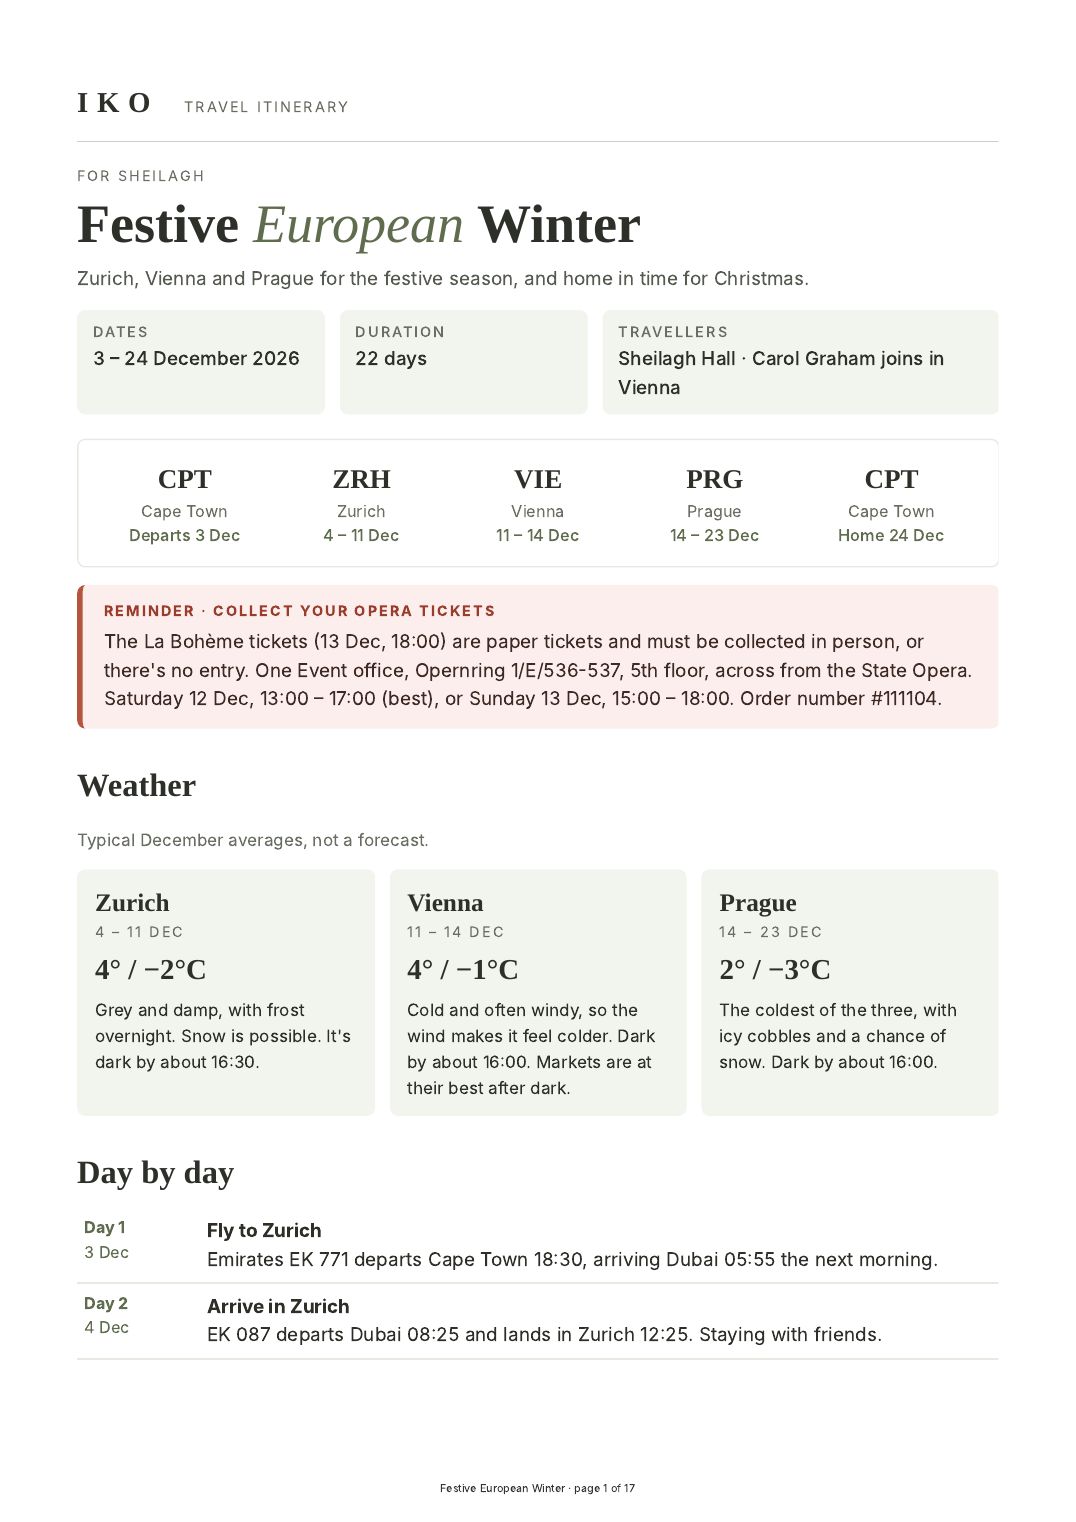 IKO TRAVEL ITINERARY
FOR SHEILAGH
Festive European Winter
Zurich, Vienna and Prague for the festive season, and home in time for Christmas.
DATES
3 – 24 December 2026
DURATION
22 days
TRAVELLERS
Sheilagh Hall · Carol Graham joins in
Vienna
CPT
Cape Town
Departs 3 Dec
ZRH
Zurich
4 – 11 Dec
VIE
Vienna
11 – 14 Dec
PRG
Prague
14 – 23 Dec
CPT
Cape Town
Home 24 Dec
REMINDER · COLLECT YOUR OPERA TICKETS
The La Bohème tickets (13 Dec, 18:00) are paper tickets and must be collected in person, or
there's no entry. One Event office, Opernring 1/E/536-537, 5th floor, across from the State Opera.
Saturday 12 Dec, 13:00 – 17:00 (best), or Sunday 13 Dec, 15:00 – 18:00. Order number #111104.
Weather
Typical December averages, not a forecast.
Zurich
4 – 11 DEC
4° / −2°C
Grey and damp, with frost
overnight. Snow is possible. It's
dark by about 16:30.
Vienna
11 – 14 DEC
4° / −1°C
Cold and often windy, so the
wind makes it feel colder. Dark
by about 16:00. Markets are at
their best after dark.
Prague
14 – 23 DEC
2° / −3°C
The coldest of the three, with
icy cobbles and a chance of
snow. Dark by about 16:00.
Day by day
Day 1
3 Dec
Fly to Zurich
Emirates EK 771 departs Cape Town 18:30, arriving Dubai 05:55 the next morning.
Day 2
4 Dec
Arrive in Zurich
EK 087 departs Dubai 08:25 and lands in Zurich 12:25. Staying with friends.
Festive European Winter · page 1 of 17